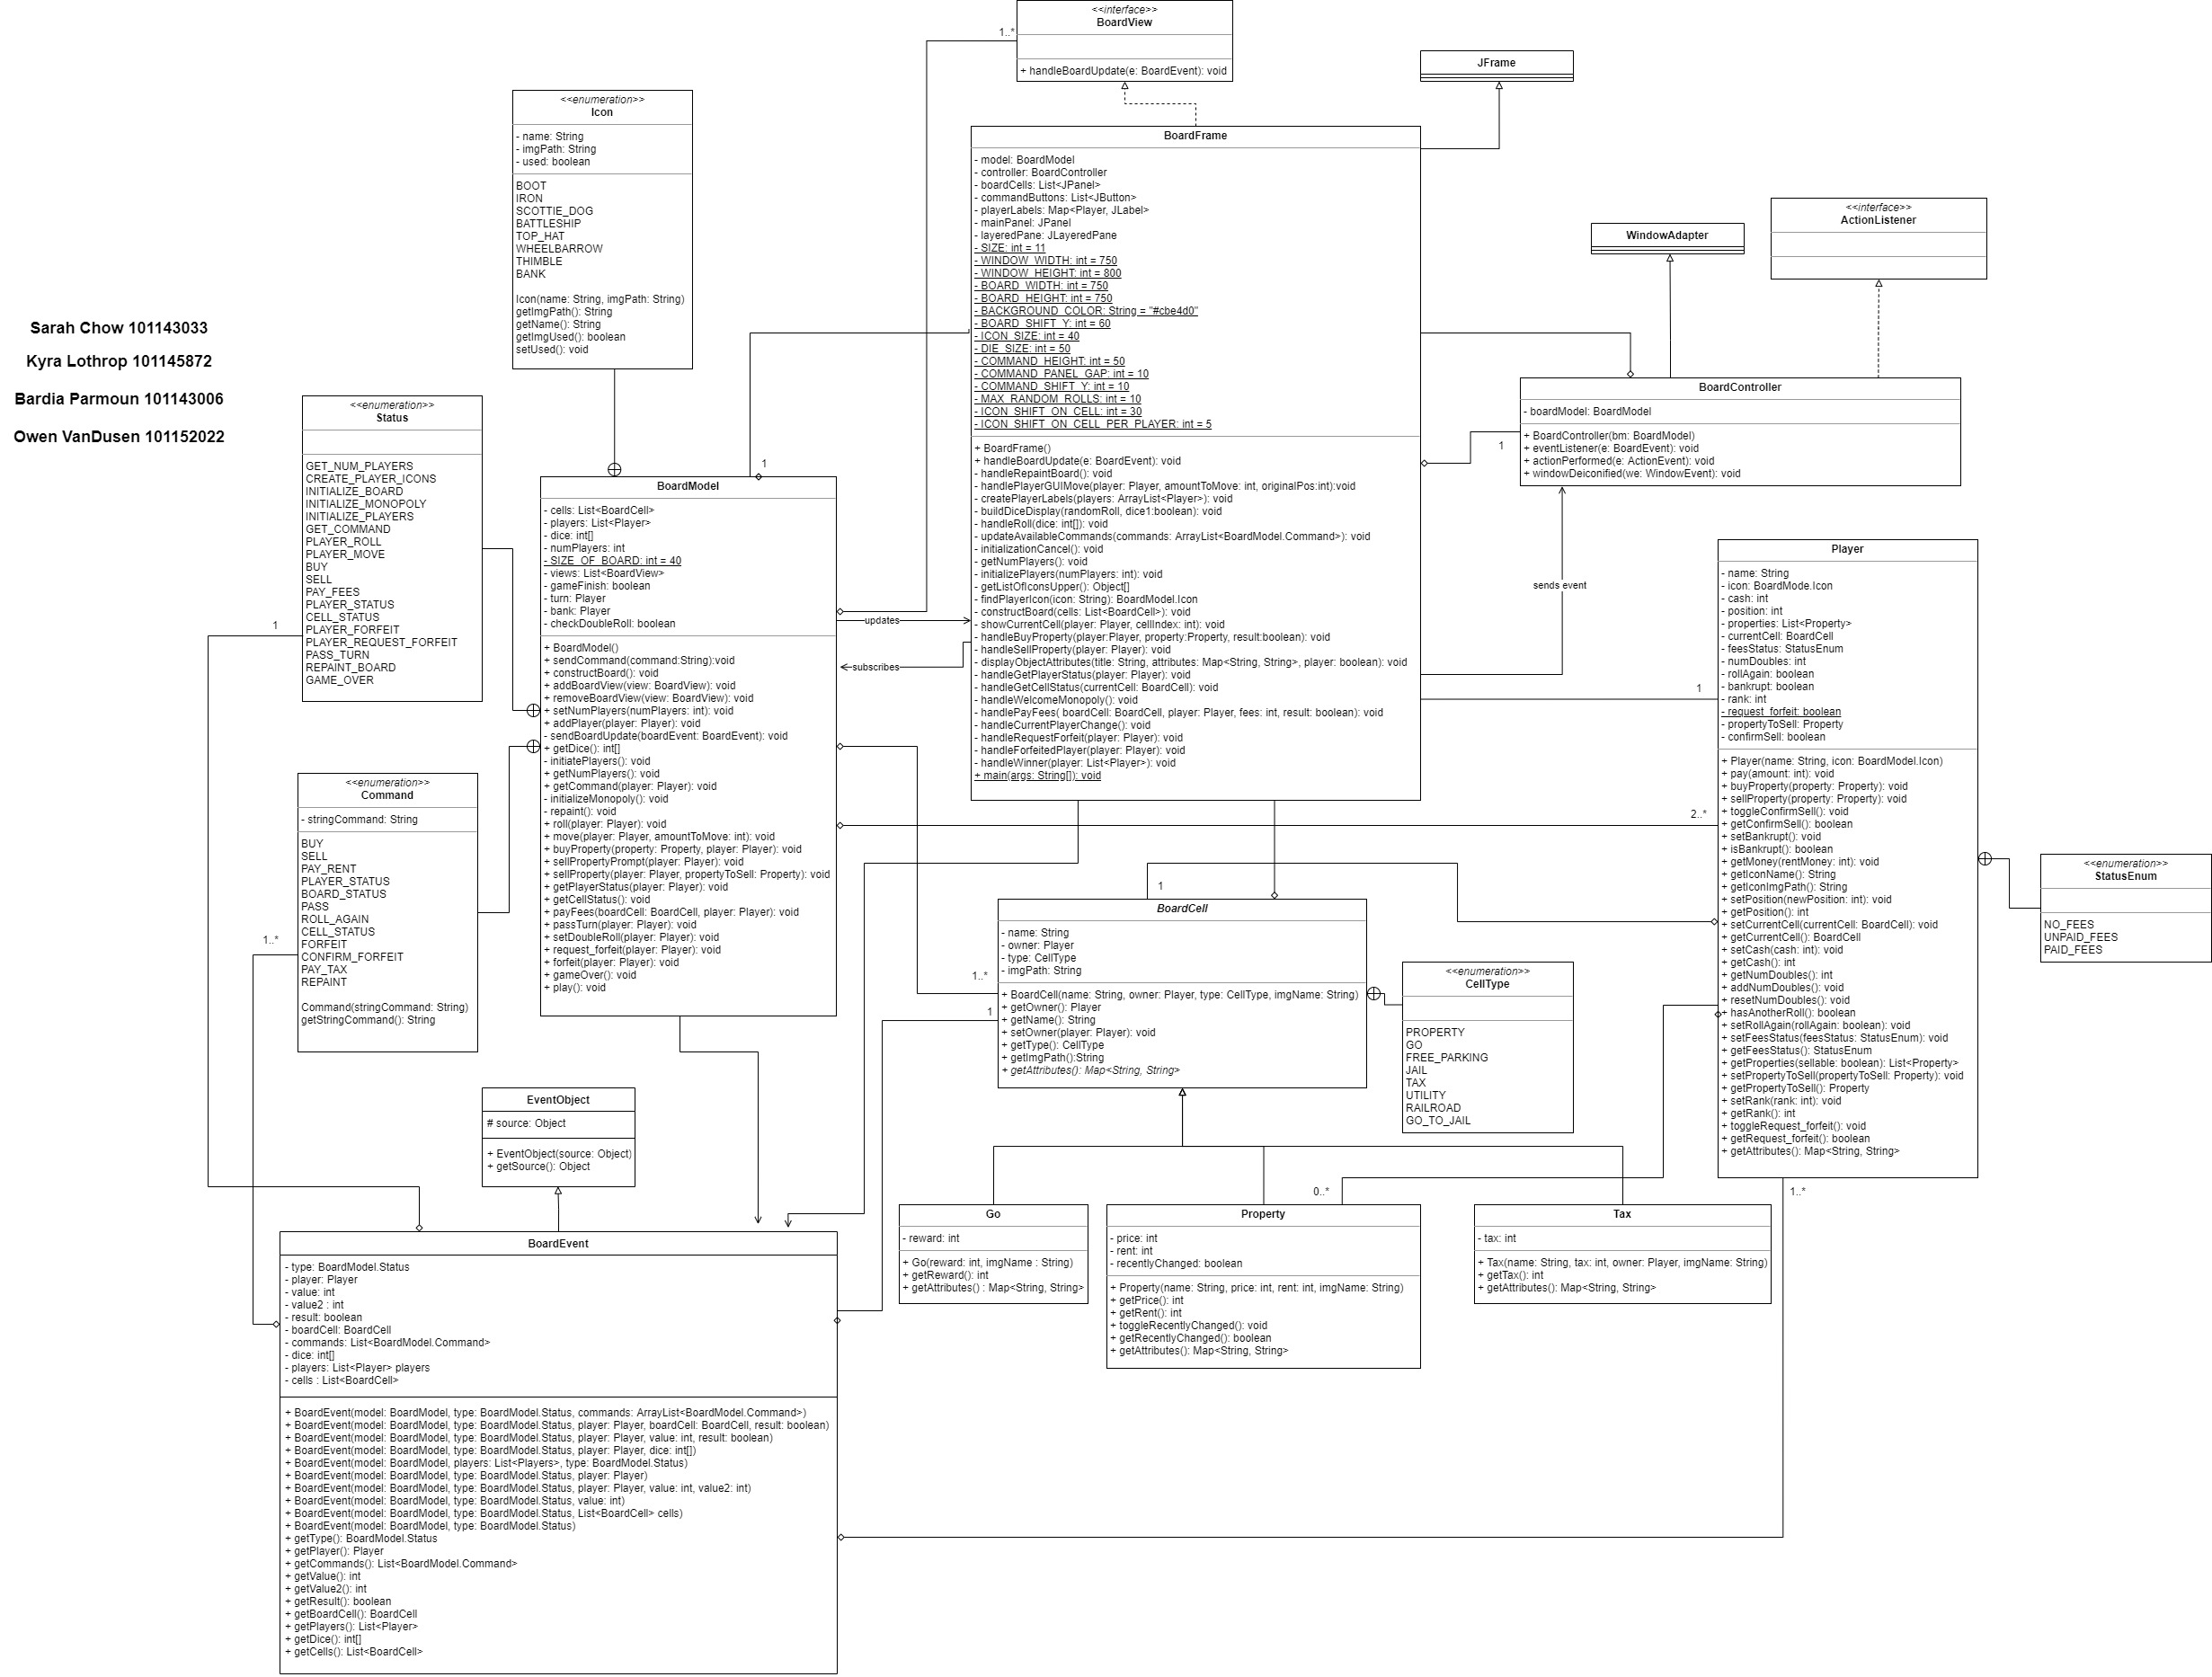 <<interface>>
BoardView
+ handleBoardUpdate(e: BoardEvent): void
1..*
JFrame
<<enumeration>>
Icon
- name: String
- imgPath: String
- used: boolean
BOOT
IRON
SCOTTIE_DOG
BATTLESHIP
TOP_HAT
WHEELBARROW
THIMBLE
BANK
Icon(name: String, imgPath: String)
getImgPath(): String
getName(): String
getImgUsed(): boolean
setUsed(): void
BoardFrame
- model: BoardModel
- controller: BoardController
- boardCells: List<JPanel>
- commandButtons: List<JButton>
- playerLabels: Map<Player, JLabel>
- mainPanel: JPanel
- layeredPane: JLayeredPane
- SIZE: int = 11
- WINDOW_WIDTH: int = 750
- WINDOW_HEIGHT: int = 800
- BOARD_WIDTH: int = 750
- BOARD_HEIGHT: int = 750
- BACKGROUND_COLOR: String = "#cbe4d0"
- BOARD_SHIFT_Y: int = 60
- ICON_SIZE: int = 40
- DIE_SIZE: int = 50
- COMMAND_HEIGHT: int = 50
- COMMAND_PANEL_GAP: int = 10
- COMMAND_SHIFT_Y: int = 10
- MAX_RANDOM_ROLLS: int = 10
- ICON_SHIFT_ON_CELL: int = 30
- ICON_SHIFT_ON_CELL_PER_PLAYER: int = 5
+ BoardFrame()
+ handleBoardUpdate(e: BoardEvent): void
- handleRepaintBoard(): void
- handlePlayerGUIMove(player: Player, amountToMove: int, originalPos:int):void
- createPlayerLabels(players: ArrayList<Player>): void
- buildDiceDisplay(randomRoll, dice1:boolean): void
- handleRoll(dice: int[]): void
- updateAvailableCommands(commands: ArrayList<BoardModel.Command>): void
- initializationCancel(): void
- getNumPlayers(): void
- initializePlayers(numPlayers: int): void
- getListOfIconsUpper(): Object[]
- findPlayerIcon(icon: String): BoardModel.Icon
- constructBoard(cells: List<BoardCell>): void
- showCurrentCell(player: Player, cellIndex: int): void
- handleBuyProperty(player:Player, property:Property, result:boolean): void
- handleSellProperty(player: Player): void
- displayObjectAttributes(title: String, attributes: Map<String, String>, player: boolean): void
- handleGetPlayerStatus(player: Player): void
- handleGetCellStatus(currentCell: BoardCell): void
- handleWelcomeMonopoly(): void
- handlePayFees( boardCell: BoardCell, player: Player, fees: int, result: boolean): void
- handleCurrentPlayerChange(): void
- handleRequestForfeit(player: Player): void
- handleForfeitedPlayer(player: Player): void
- handleWinner(player: List<Player>): void
+ main(args: String[]): void
WindowAdapter
<<interface>>
ActionListener
BoardController
- boardModel: BoardModel
+ BoardController(bm: BoardModel)
+ eventListener(e: BoardEvent): void
+ actionPerformed(e: ActionEvent): void
+ windowDeiconified(we: WindowEvent): void
1
sends event
Sarah Chow 101143033
Kyra Lothrop 101145872
Bardia Parmoun 101143006
Owen VanDusen 101152022
<<enumeration>>
Status
GET_NUM_PLAYERS
CREATE_PLAYER_ICONS
INITIALIZE_BOARD
INITIALIZE_MONOPOLY
INITIALIZE_PLAYERS
GET_COMMAND
PLAYER_ROLL
PLAYER_MOVE
BUY
SELL
PAY_FEES
PLAYER_STATUS
CELL_STATUS
PLAYER_FORFEIT
PLAYER_REQUEST_FORFEIT
PASS_TURN
REPAINT_BOARD
GAME_OVER
1
1
BoardModel
- cells: List<BoardCell>
- players: List<Player>
- dice: int[]
- numPlayers: int
- SIZE_OF_BOARD: int = 40
- views: List<BoardView>
- gameFinish: boolean
- turn: Player
- bank: Player
- checkDoubleRoll: boolean
+ BoardModel()
+ sendCommand(command:String):void
+ constructBoard(): void
+ addBoardView(view: BoardView): void
+ removeBoardView(view: BoardView): void
+ setNumPlayers(numPlayers: int): void
+ addPlayer(player: Player): void
- sendBoardUpdate(boardEvent: BoardEvent): void
+ getDice(): int[]
- initiatePlayers(): void
+ getNumPlayers(): void
+ getCommand(player: Player): void
- initializeMonopoly(): void
- repaint(): void
+ roll(player: Player): void
+ move(player: Player, amountToMove: int): void
+ buyProperty(property: Property, player: Player): void
+ sellPropertyPrompt(player: Player): void
+ sellProperty(player: Player, propertyToSell: Property): void
+ getPlayerStatus(player: Player): void
+ getCellStatus(): void
+ payFees(boardCell: BoardCell, player: Player): void
+ passTurn(player: Player): void
+ setDoubleRoll(player: Player): void
+ request_forfeit(player: Player): void
+ forfeit(player: Player): void
+ gameOver(): void
+ play(): void
updates
subscribes
1
2..*
Player
- name: String
- icon: BoardMode.Icon
- cash: int
- position: int
- properties: List<Property>
- currentCell: BoardCell
- feesStatus: StatusEnum
- numDoubles: int
- rollAgain: boolean
- bankrupt: boolean
- rank: int
- request_forfeit: boolean
- propertyToSell: Property
- confirmSell: boolean
+ Player(name: String, icon: BoardModel.Icon)
+ pay(amount: int): void
+ buyProperty(property: Property): void
+ sellProperty(property: Property): void
+ toggleConfirmSell(): void
+ getConfirmSell(): boolean
+ setBankrupt(): void
+ isBankrupt(): boolean
+ getMoney(rentMoney: int): void
+ getIconName(): String
+ getIconImgPath(): String
+ setPosition(newPosition: int): void
+ getPosition(): int
+ setCurrentCell(currentCell: BoardCell): void
+ getCurrentCell(): BoardCell
+ setCash(cash: int): void
+ getCash(): int
+ getNumDoubles(): int
+ addNumDoubles(): void
+ resetNumDoubles(): void
+ hasAnotherRoll(): boolean
+ setRollAgain(rollAgain: boolean): void
+ setFeesStatus(feesStatus: StatusEnum): void
+ getFeesStatus(): StatusEnum
+ getProperties(sellable: boolean): List<Property>
+ setPropertyToSell(propertyToSell: Property): void
+ getPropertyToSell(): Property
+ setRank(rank: int): void
+ getRank(): int
+ toggleRequest_forfeit(): void
+ getRequest_forfeit(): boolean
+ getAttributes(): Map<String, String>
<<enumeration>>
StatusEnum
NO_FEES
UNPAID_FEES
PAID_FEES
<<enumeration>>
Command
- stringCommand: String
BUY
SELL
PAY_RENT
PLAYER_STATUS
BOARD_STATUS
PASS
ROLL_AGAIN
CELL_STATUS
FORFEIT
CONFIRM_FORFEIT
PAY_TAX
REPAINT
Command(stringCommand: String)
getStringCommand(): String
1..*
1
BoardCell
- name: String
- owner: Player
- type: CellType
- imgPath: String
+ BoardCell(name: String, owner: Player, type: CellType, imgName: String)
+ getOwner(): Player
+ getName(): String
+ setOwner(player: Player): void
+ getType(): CellType
+ getImgPath():String
+ getAttributes(): Map<String, String>
1..*
1
<<enumeration>>
CellType
PROPERTY
GO
FREE_PARKING
JAIL
TAX
UTILITY
RAILROAD
GO_TO_JAIL
EventObject
# source: Object
+ EventObject(source: Object)
+ getSource(): Object
0..*
1..*
Go
- reward: int
+ Go(reward: int, imgName : String)
+ getReward(): int
+ getAttributes() : Map<String, String>
Property
- price: int
- rent: int
- recentlyChanged: boolean
+ Property(name: String, price: int, rent: int, imgName: String)
+ getPrice(): int
+ getRent(): int
+ toggleRecentlyChanged(): void
+ getRecentlyChanged(): boolean
+ getAttributes(): Map<String, String>
Tax
- tax: int
+ Tax(name: String, tax: int, owner: Player, imgName: String)
+ getTax(): int
+ getAttributes(): Map<String, String>
BoardEvent
- type: BoardModel.Status
- player: Player
- value: int
- value2 : int
- result: boolean
- boardCell: BoardCell
- commands: List<BoardModel.Command>
- dice: int[]
- players: List<Player> players
- cells : List<BoardCell>
+ BoardEvent(model: BoardModel, type: BoardModel.Status, commands: ArrayList<BoardModel.Command>)
+ BoardEvent(model: BoardModel, type: BoardModel.Status, player: Player, boardCell: BoardCell, result: boolean)
+ BoardEvent(model: BoardModel, type: BoardModel.Status, player: Player, value: int, result: boolean)
+ BoardEvent(model: BoardModel, type: BoardModel.Status, player: Player, dice: int[])
+ BoardEvent(model: BoardModel, players: List<Players>, type: BoardModel.Status)
+ BoardEvent(model: BoardModel, type: BoardModel.Status, player: Player)
+ BoardEvent(model: BoardModel, type: BoardModel.Status, player: Player, value: int, value2: int)
+ BoardEvent(model: BoardModel, type: BoardModel.Status, value: int)
+ BoardEvent(model: BoardModel, type: BoardModel.Status, List<BoardCell> cells)
+ BoardEvent(model: BoardModel, type: BoardModel.Status)
+ getType(): BoardModel.Status
+ getPlayer(): Player
+ getCommands(): List<BoardModel.Command>
+ getValue(): int
+ getValue2(): int
+ getResult(): boolean
+ getBoardCell(): BoardCell
+ getPlayers(): List<Player>
+ getDice(): int[]
+ getCells(): List<BoardCell>